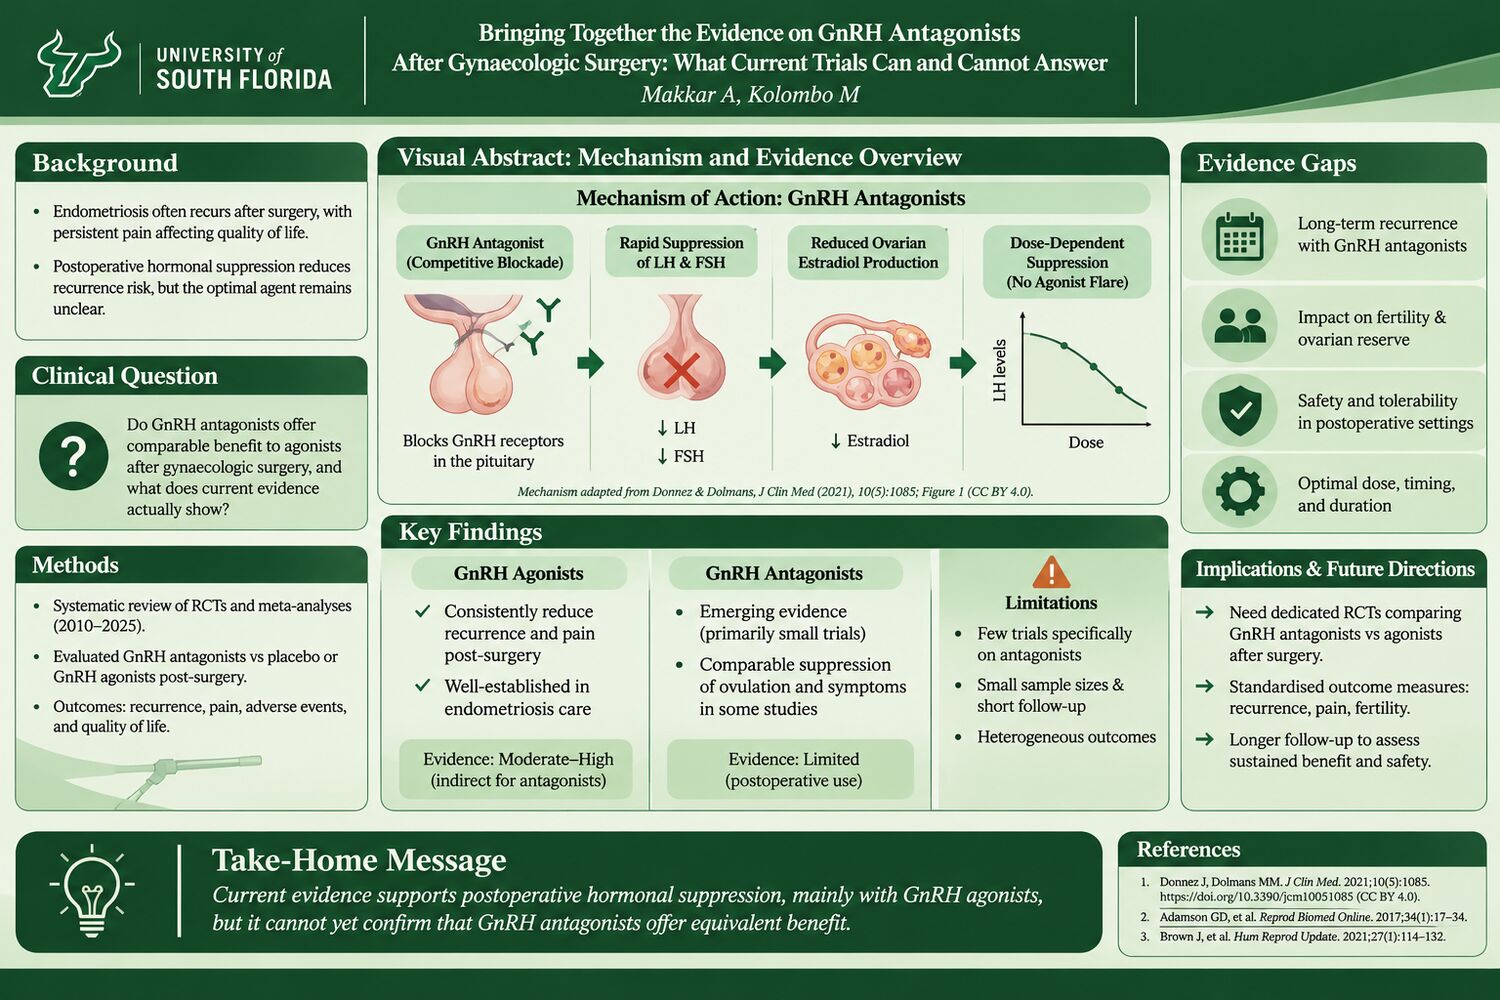 UNIVERSITY of
SOUTH FLORIDA
Bringing Together the Evidence on GnRH Antagonists
After Gynaecologic Surgery: What Current Trials Can and Cannot Answer
Makkar A, Kolombo M
Background
• Endometriosis often recurs after surgery, with
persistent pain affecting quality of life.
• Postoperative hormonal suppression reduces
recurrence risk, but the optimal agent remains
unclear.
Clinical Question
?
Do GnRH antagonists offer
comparable benefit to agonists
after gynaecologic surgery, and
what does current evidence
actually show?
Methods
• Systematic review of RCTs and meta-analyses
(2010–2025).
• Evaluated GnRH antagonists vs placebo or
GnRH agonists post-surgery.
• Outcomes: recurrence, pain, adverse events,
and quality of life.
Visual Abstract: Mechanism and Evidence Overview
Mechanism of Action: GnRH Antagonists
GnRH Antagonist
(Competitive Blockade)
Blocks GnRH receptors
in the pituitary
Rapid Suppression
of LH & FSH
↓ LH
↓ FSH
Reduced Ovarian
Estradiol Production
↓ Estradiol
Dose-Dependent
Suppression
(No Agonist Flare)
LH levels
Dose
Mechanism adapted from Donnez & Dolmans, J Clin Med (2021), 10(5):1085; Figure 1 (CC BY 4.0).
Key Findings
GnRH Agonists
✓ Consistently reduce
recurrence and pain
post-surgery
✓ Well-established in
endometriosis care
Evidence: Moderate–High
(indirect for antagonists)
GnRH Antagonists
• Emerging evidence
(primarily small trials)
• Comparable suppression
of ovulation and symptoms
in some studies
Evidence: Limited
(postoperative use)
!
Limitations
• Few trials specifically
on antagonists
• Small sample sizes &
short follow-up
• Heterogeneous outcomes
Evidence Gaps
Long-term recurrence
with GnRH antagonists
Impact on fertility &
ovarian reserve
Safety and tolerability
in postoperative settings
Optimal dose, timing,
and duration
Implications & Future Directions
→ Need dedicated RCTs comparing
GnRH antagonists vs agonists
after surgery.
→ Standardised outcome measures:
recurrence, pain, fertility.
→ Longer follow-up to assess
sustained benefit and safety.
Take-Home Message
Current evidence supports postoperative hormonal suppression, mainly with GnRH agonists,
but it cannot yet confirm that GnRH antagonists offer equivalent benefit.
References
1. Donnez J, Dolmans MM. J Clin Med. 2021;10(5):1085.
https://doi.org/10.3390/jcm10051085 (CC BY 4.0).
2. Adamson GD, et al. Reprod Biomed Online. 2017;34(1):17–34.
3. Brown J, et al. Hum Reprod Update. 2021;27(1):114–132.